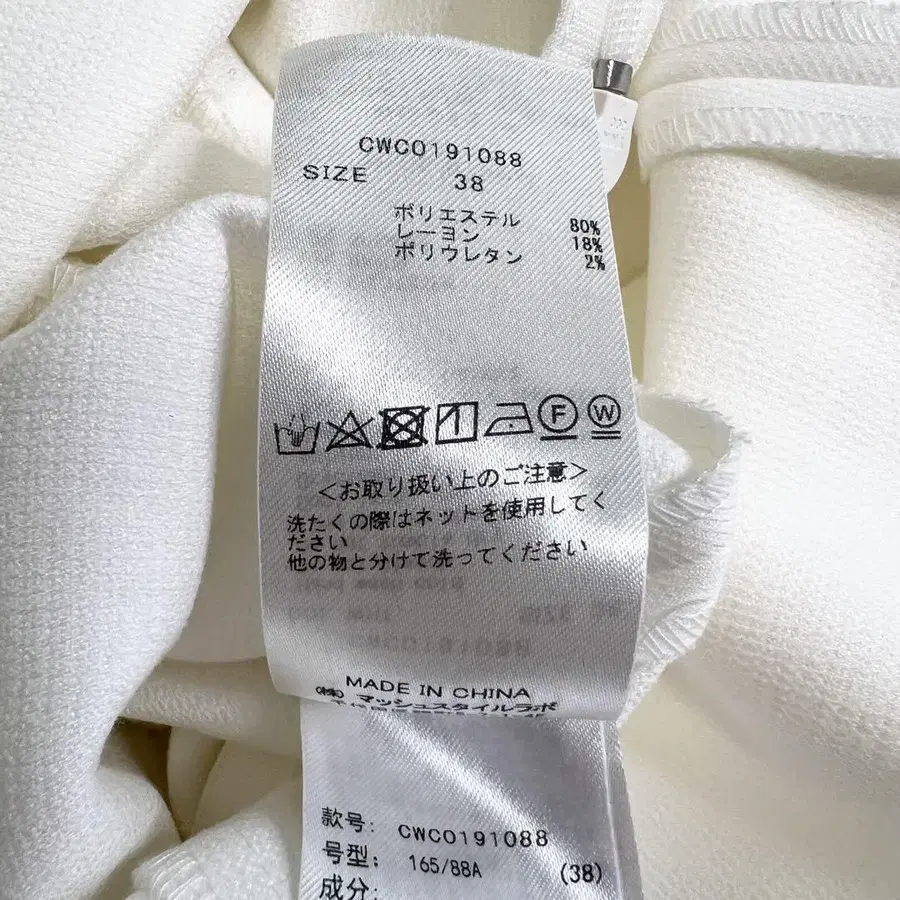 CWCO191088
SIZE 38
ポリエステル 80%
レーヨン 18%
ポリウレタン 2%
1 F W
<お取り扱い上のご注意>
洗たくの際はネットを使用してく
ださい
他の物と分けて洗ってください
MADE IN CHINA
(株) マッシュスタイルラボ
款号: CWCO191088
号型: 165/88A (38)
成分: